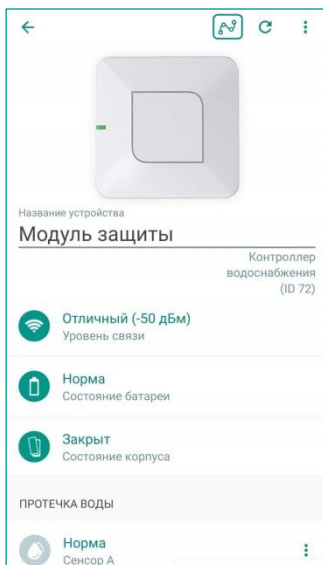 Название устройства
Модуль защиты
Контроллер
водоснабжения
(ID 72)
Отличный (-50 дБм)
Уровень связи
Норма
Состояние батареи
Закрыт
Состояние корпуса
ПРОТЕЧКА ВОДЫ
Норма
Сенсор А